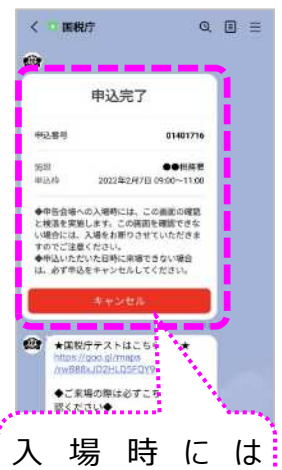 国税庁
申込完了
申込番号 01401716
●●税務署
申込枠 2022年2月7日 09:00~11:00
◆申告会場への入場時には、この画面の確認
と検温を実施します。この画面を確認できな
い場合には、入場をお断りさせていただきま
すのでご注意ください。
◆申込いただいた日時に来場できない場合
は、必ず申込をキャンセルしてください。
キャンセル
★国税庁テストはこちら★
https://goo.gl/maps
◆ご来場の際は必ずこち
認ください◆
入場時には